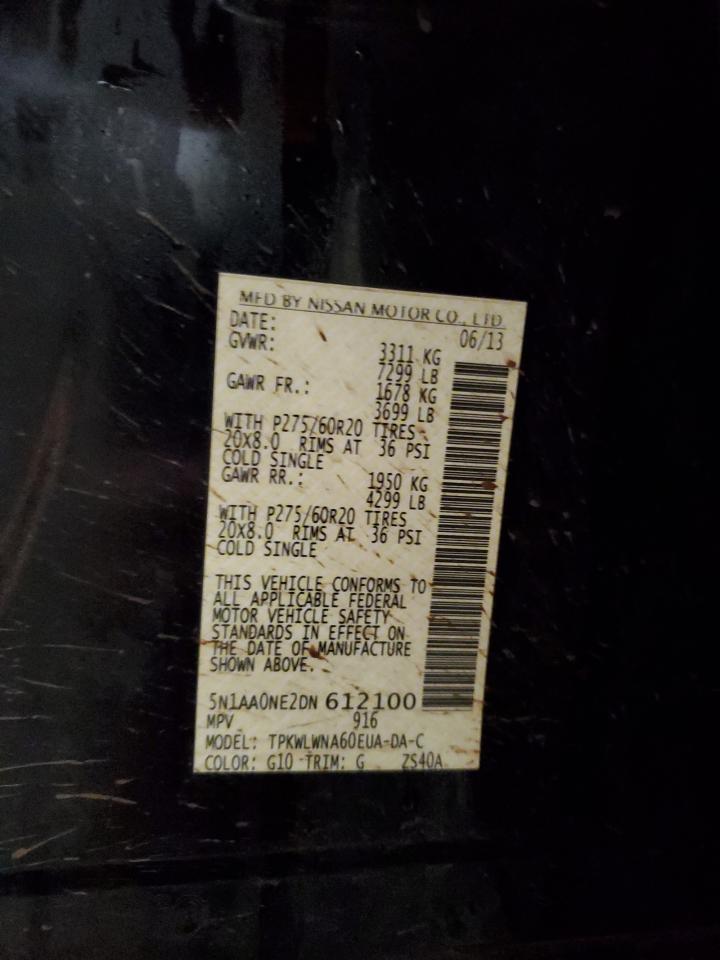 MFD BY NISSAN MOTOR CO., LTD.
DATE: 06/13
GVWR: 3311 KG
7299 LB
GAWR FR.: 1678 KG
3699 LB
WITH P275/60R20 TIRES
20X8.0 RIMS AT 36 PSI
COLD SINGLE
GAWR RR.: 1950 KG
4299 LB
WITH P275/60R20 TIRES
20X8.0 RIMS AT 36 PSI
COLD SINGLE
THIS VEHICLE CONFORMS TO
ALL APPLICABLE FEDERAL
MOTOR VEHICLE SAFETY
STANDARDS IN EFFECT ON
THE DATE OF MANUFACTURE
SHOWN ABOVE.
5N1AA0NE2DN 612100
MPV 916
MODEL: TPKWLWNA60EUA-DA-C
COLOR: G10 TRIM: G ZS40A